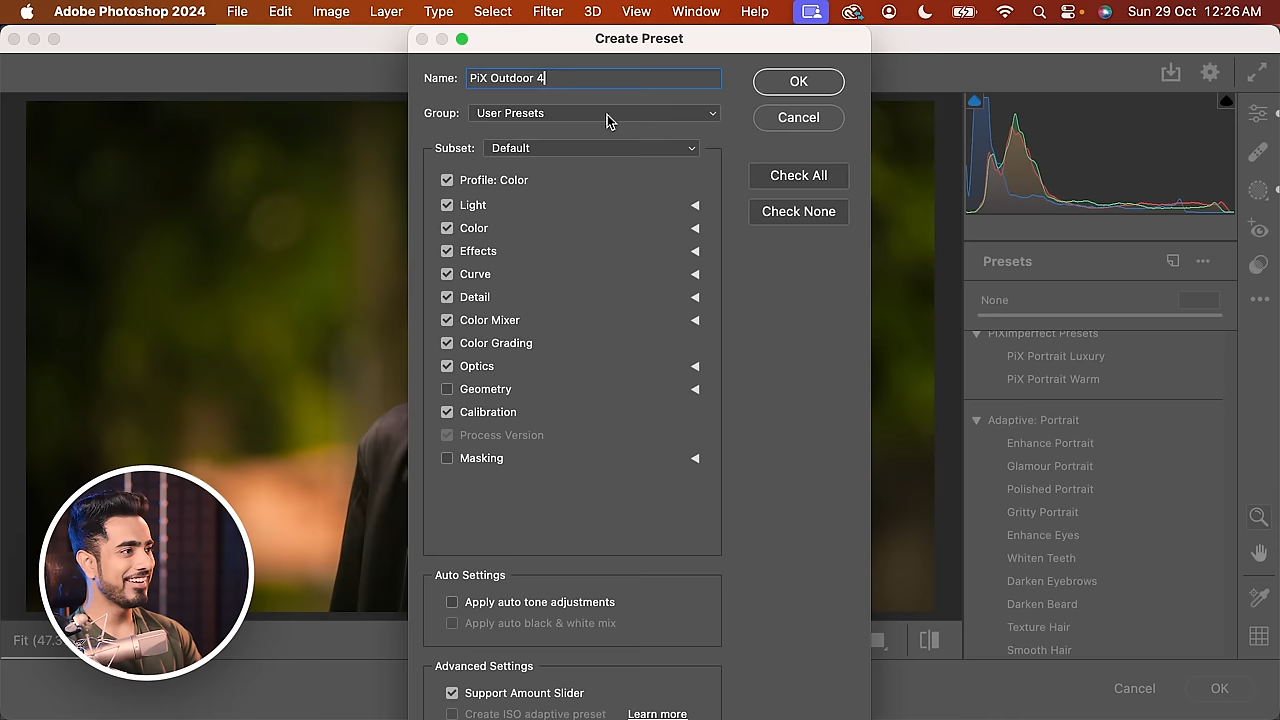 Adobe Photoshop 2024 File Edit Image Layer Type Select Filter 3D View Window Help Sun 29 Oct 12:26 AM
Create Preset
Name: PiX Outdoor 4
OK
Group: User Presets
Cancel
Subset: Default
Profile: Color
Light
Color
Effects
Curve
Detail
Color Mixer
Color Grading
Optics
Geometry
Calibration
Process Version
Masking
Check All
Check None
Auto Settings
Apply auto tone adjustments
Apply auto black & white mix
Advanced Settings
Support Amount Slider
Create ISO adaptive preset Learn more
Presets
None
PiXimperfect Presets
PiX Portrait Luxury
PiX Portrait Warm
Adaptive: Portrait
Enhance Portrait
Glamour Portrait
Polished Portrait
Gritty Portrait
Enhance Eyes
Whiten Teeth
Darken Eyebrows
Darken Beard
Texture Hair
Smooth Hair
Fit (47.3
Cancel OK